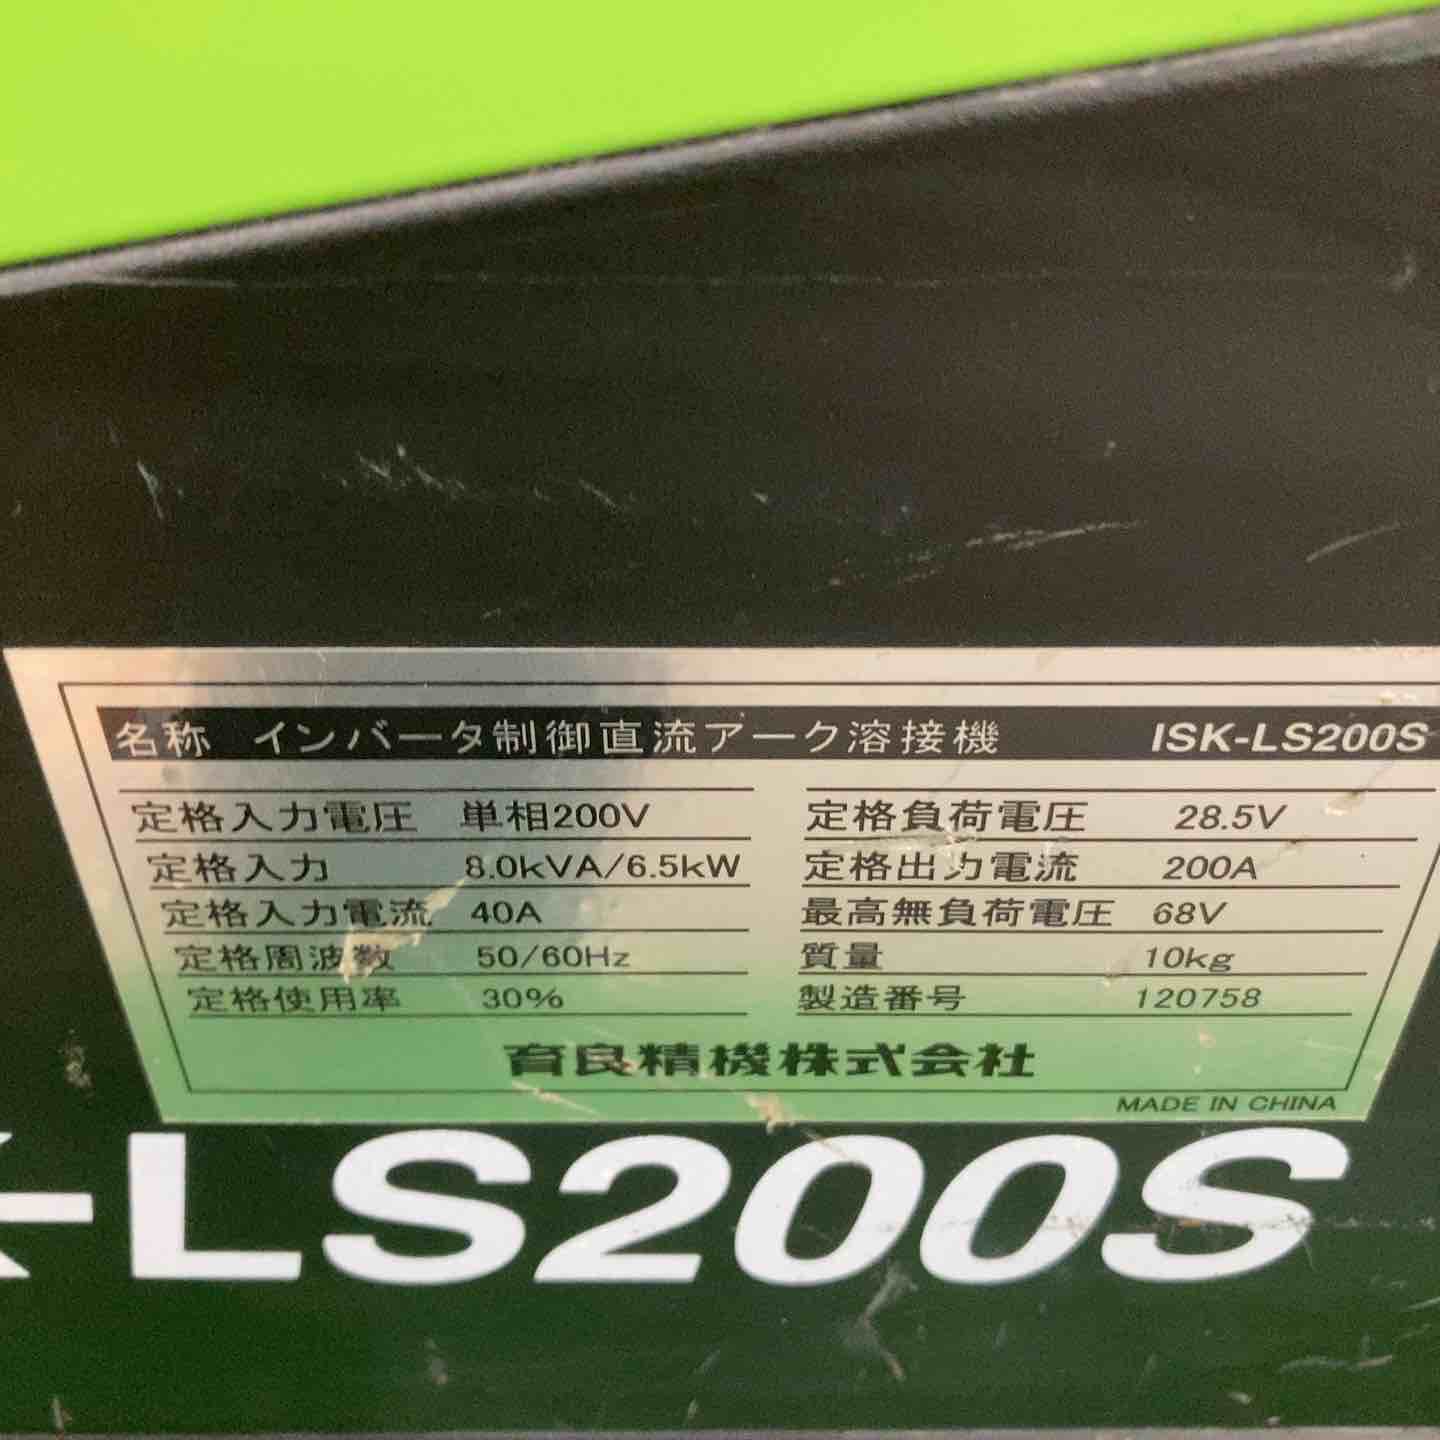 名称 インバータ制御直流アーク溶接機 ISK-LS200S
定格入力電圧 単相200V 定格負荷電圧 28.5V
定格入力 8.0kVA/6.5kW 定格出力電流 200A
定格入力電流 40A 最高無負荷電圧 68V
定格周波数 50/60Hz 質量 10kg
定格使用率 30% 製造番号 120758
育良精機株式会社
MADE IN CHINA
K-LS200S